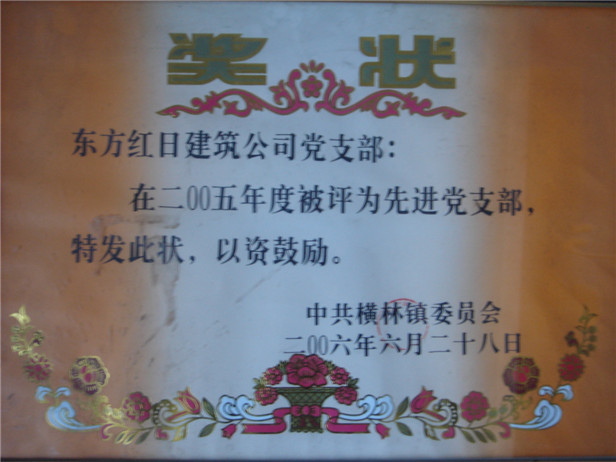 奖状
东方红日建筑公司党支部：
在二00五年度被评为先进党支部，
特发此状，以资鼓励。
中共横林镇委员会
二00六年六月二十八日